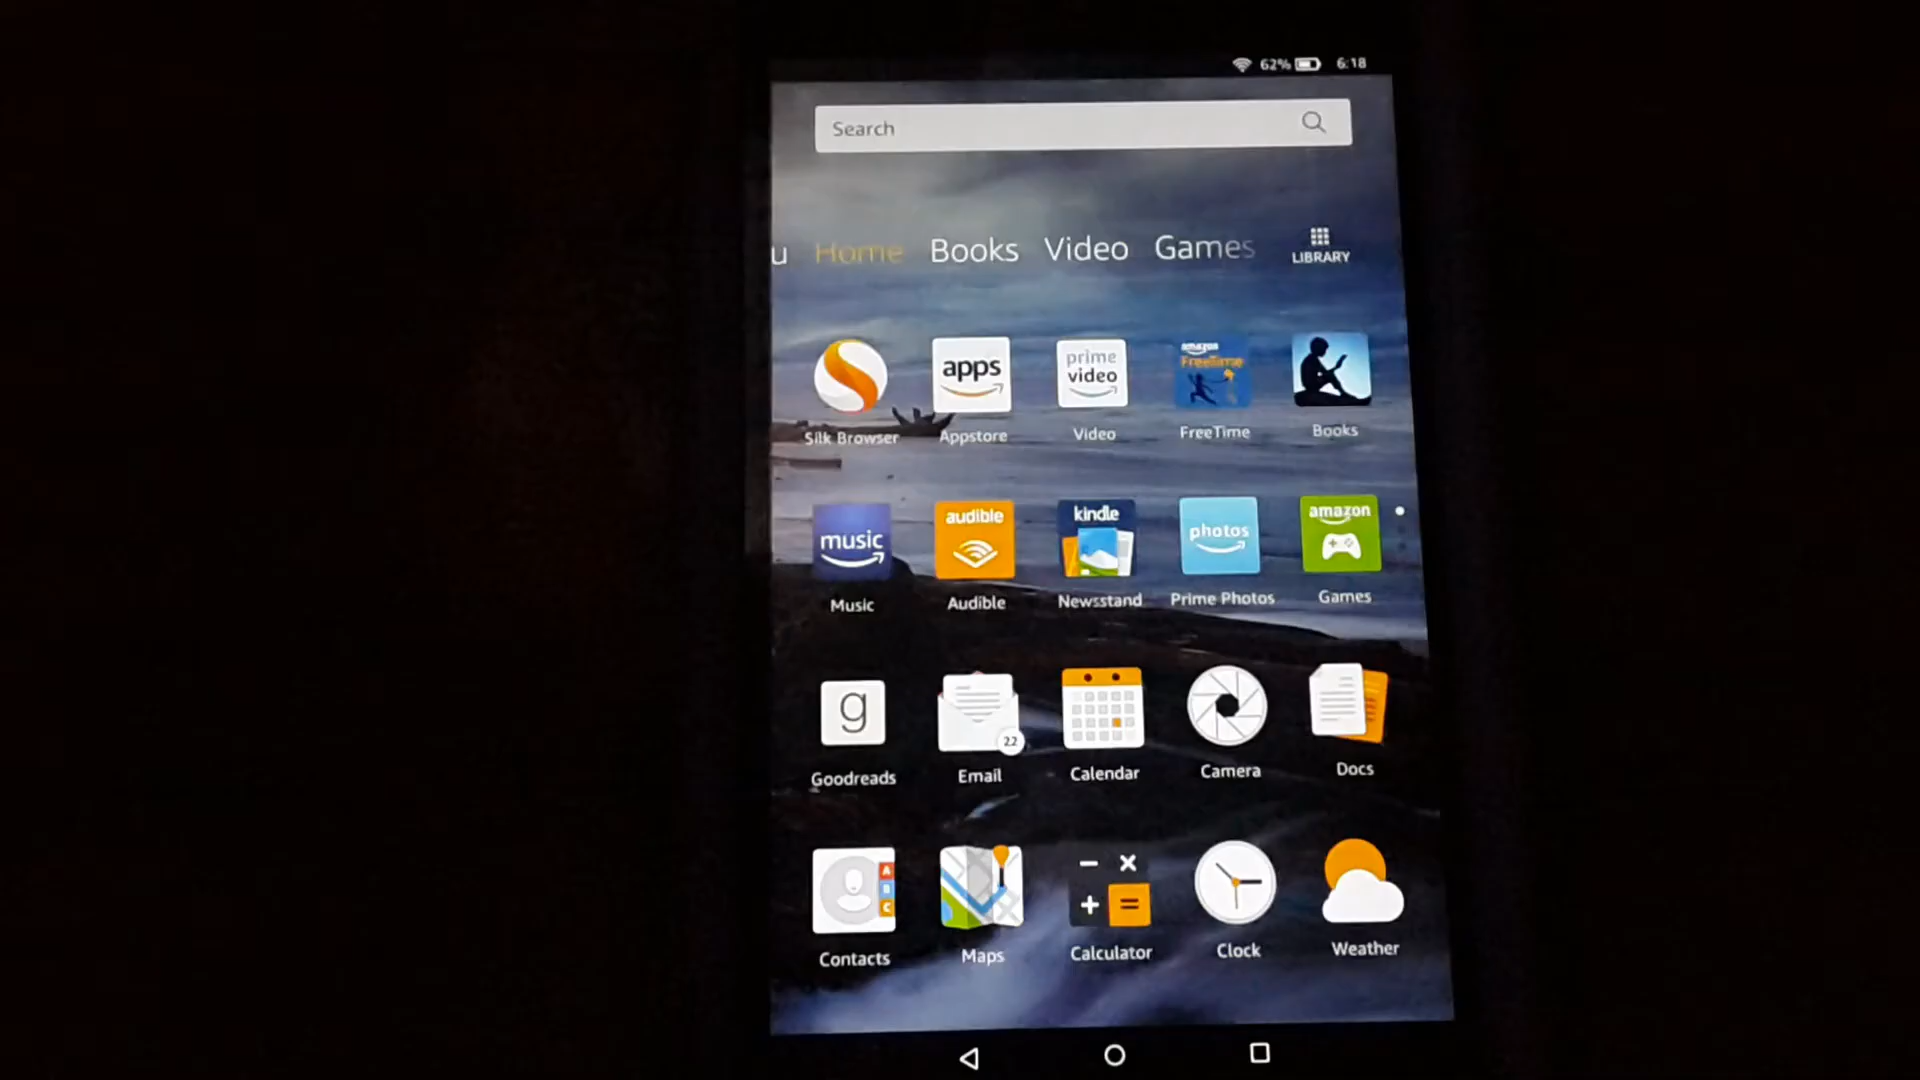 62% 6:18
Search
u Home Books Video Games LIBRARY
apps prime video amazon FreeTime
Silk Browser Appstore Video FreeTime Books
music audible kindle photos amazon
Music Audible Newsstand Prime Photos Games
g 22
Goodreads Email Calendar Camera Docs
A
B
C
Contacts Maps Calculator Clock Weather